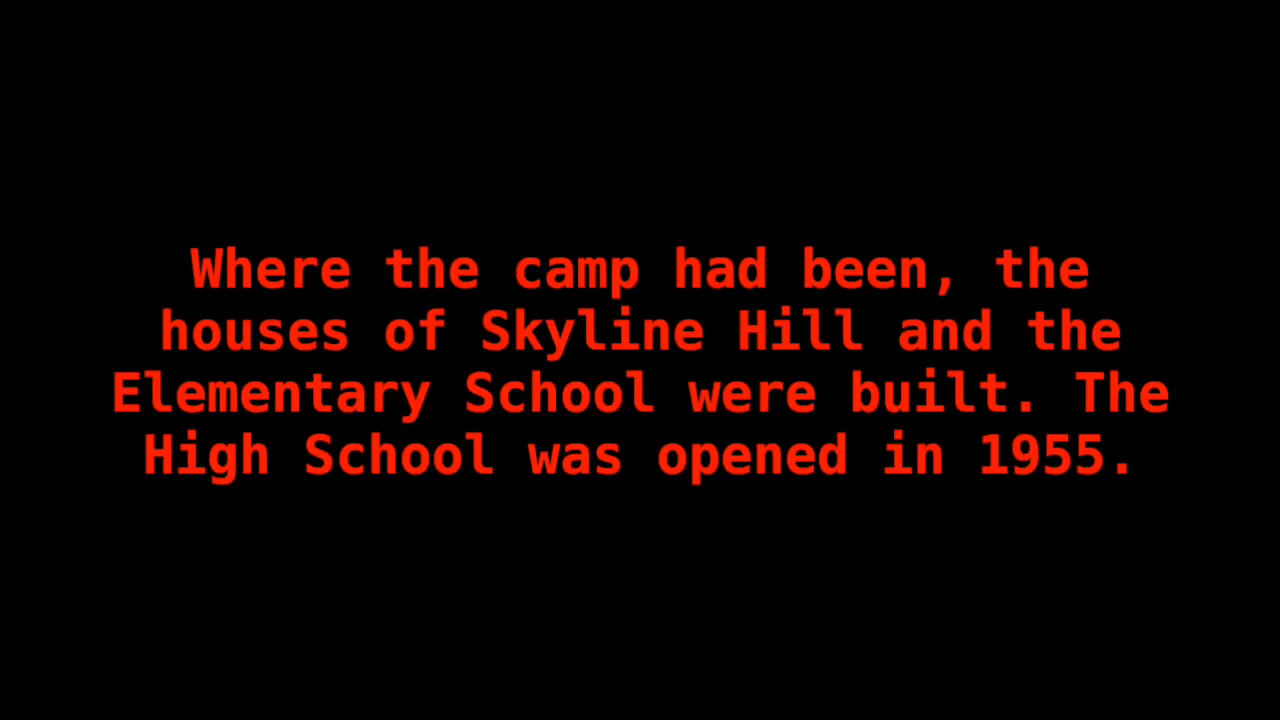 Where the camp had been, the
houses of Skyline Hill and the
Elementary School were built. The
High School was opened in 1955.